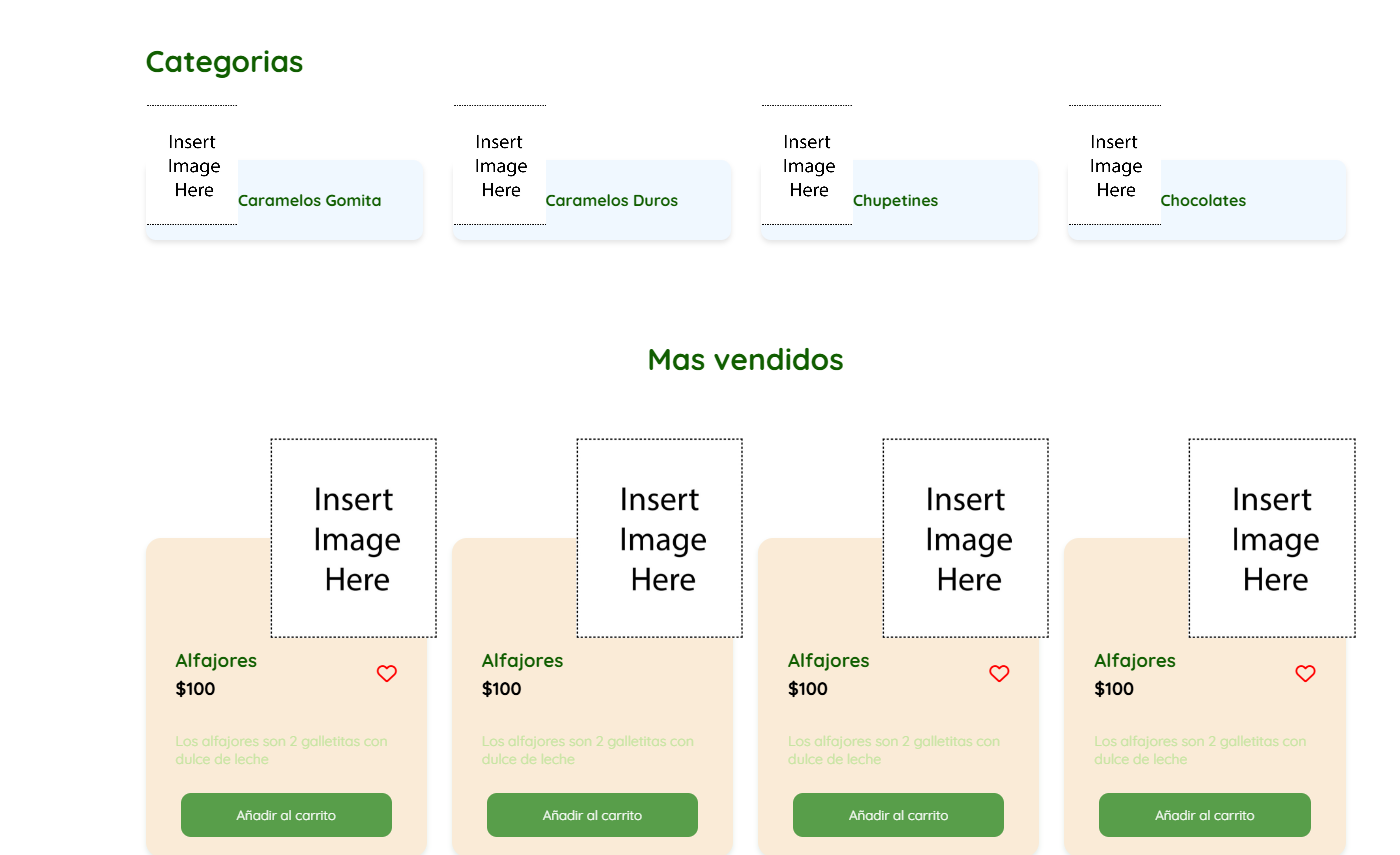 Categorias
Insert
Image
Here
Caramelos Gomita
Insert
Image
Here
Caramelos Duros
Insert
Image
Here
Chupetines
Insert
Image
Here
Chocolates
Mas vendidos
Insert
Image
Here
Alfajores
$100
Los alfajores son 2 galletitas con
dulce de leche
Añadir al carrito
Insert
Image
Here
Alfajores
$100
Los alfajores son 2 galletitas con
dulce de leche
Añadir al carrito
Insert
Image
Here
Alfajores
$100
Los alfajores son 2 galletitas con
dulce de leche
Añadir al carrito
Insert
Image
Here
Alfajores
$100
Los alfajores son 2 galletitas con
dulce de leche
Añadir al carrito